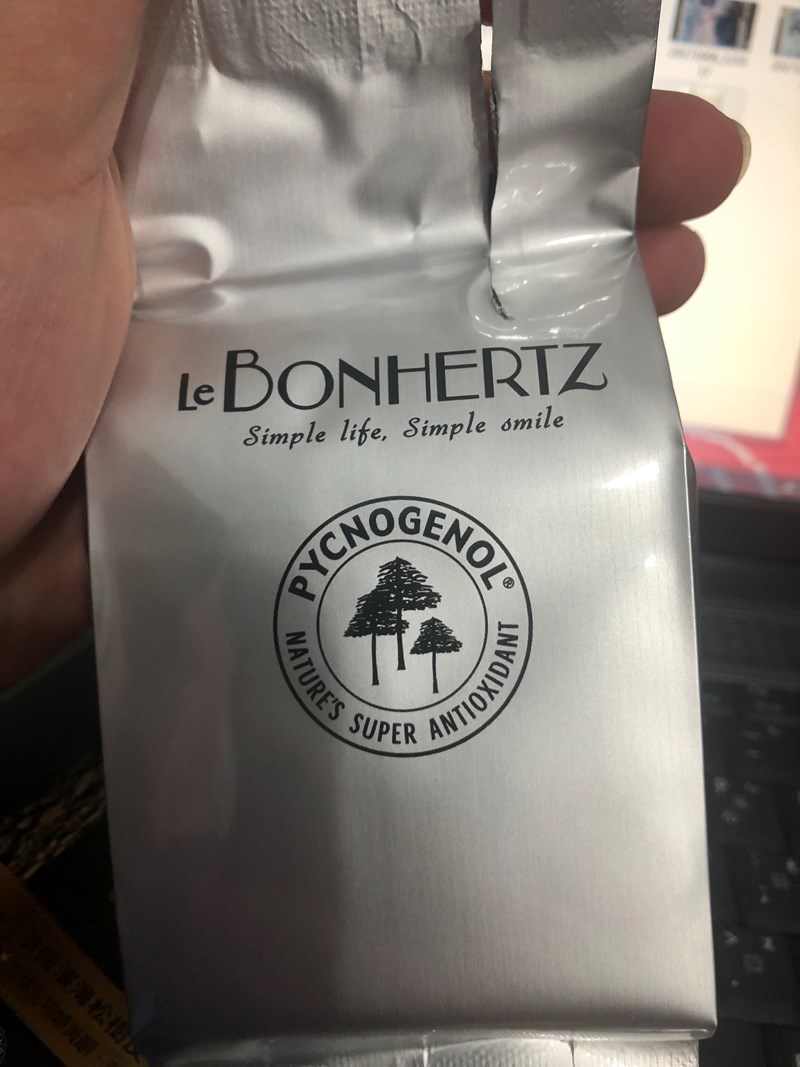 Le BONHERTZ
Simple life, Simple smile
PYCNOGENOL®
NATURE'S SUPER ANTIOXIDANT